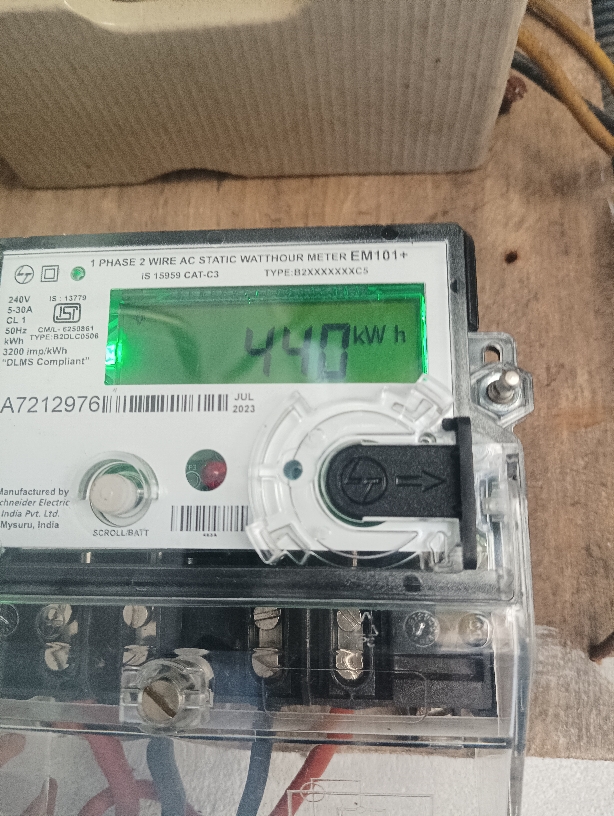 1 PHASE 2 WIRE AC STATIC WATTHOUR METER EM101+
iS 15959 CAT-C3 TYPE:B2XXXXXXXC5
240V IS : 13779
5-30A
CL 1
50Hz CM/L- 6250861
kWh TYPE:B2DLC0506
3200 imp/kWh
"DLMS Compliant"
440 kW h
A7212976 JUL
2023
Manufactured by
Schneider Electric
India Pvt. Ltd.
Mysuru, India
SCROLL/BATT